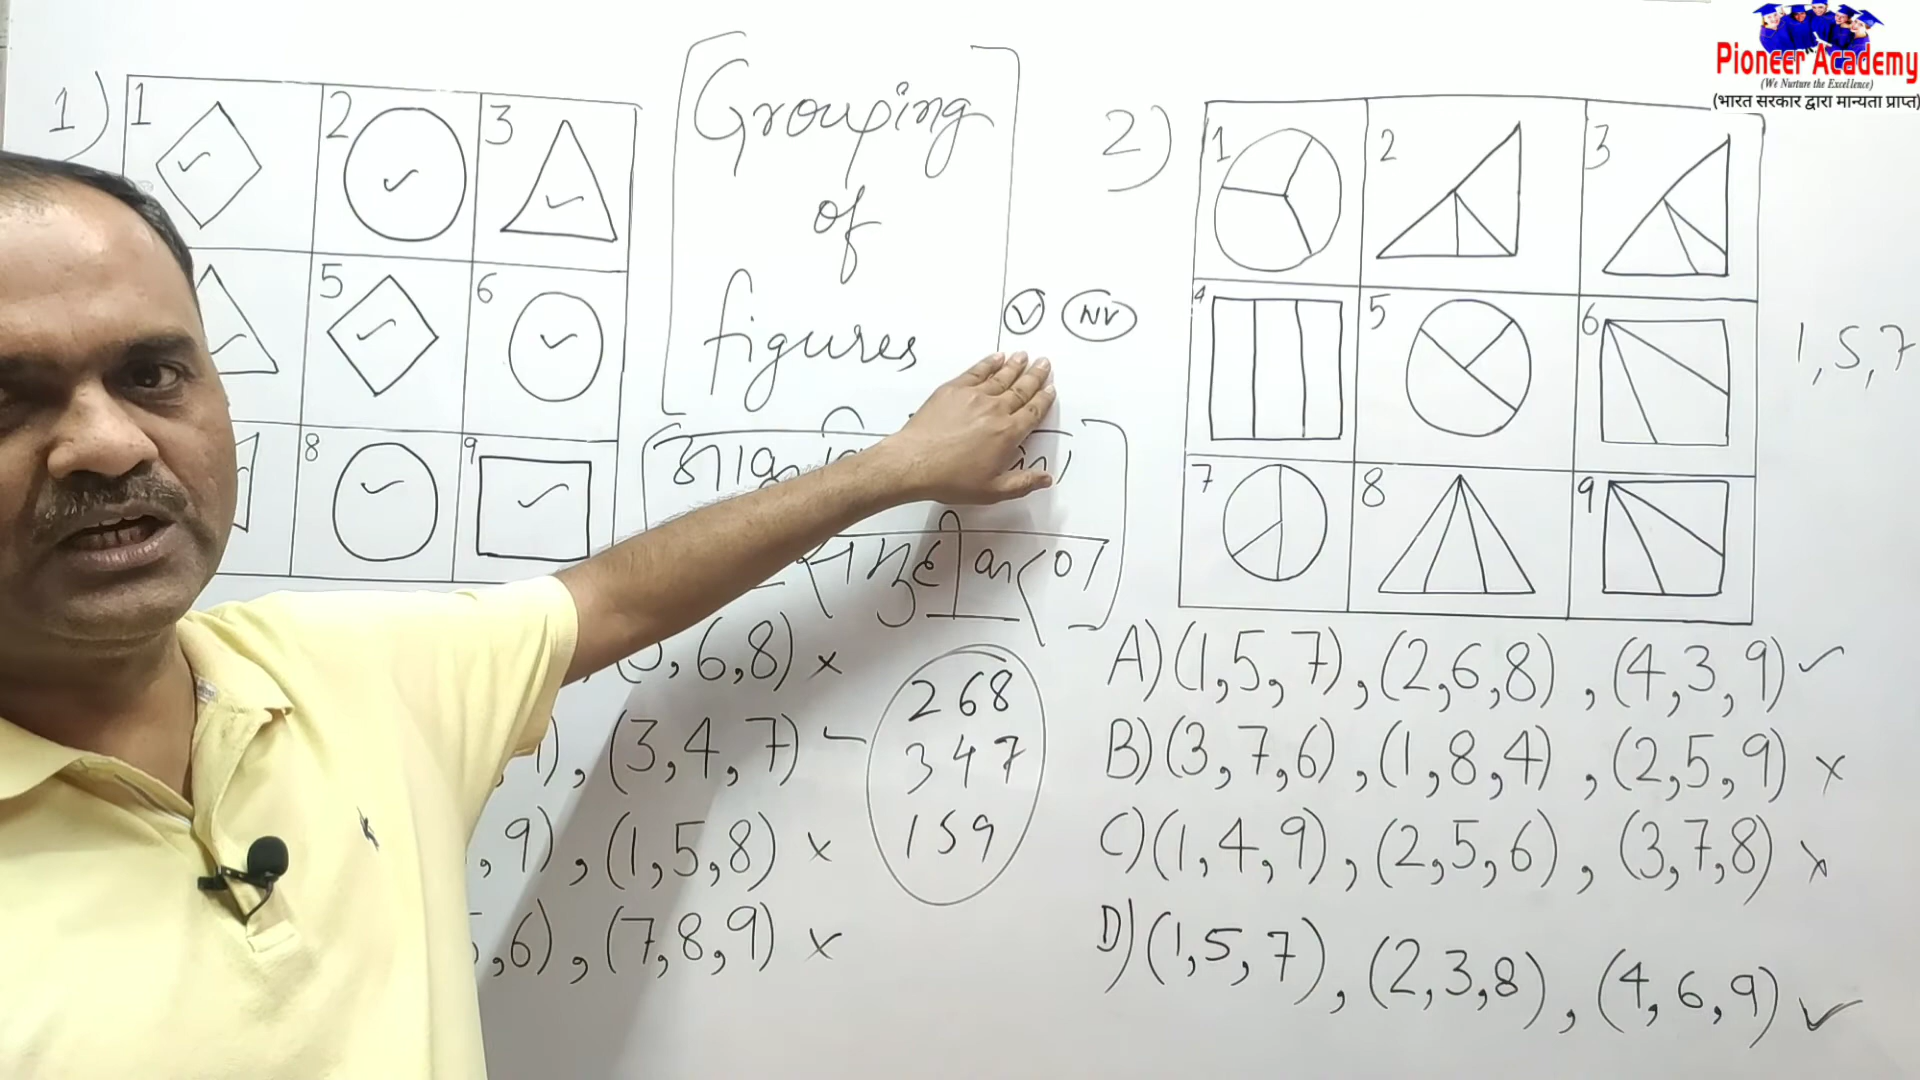 Pioneer Academy
(We Nurture the Excellence)
(भारत सरकार द्वारा मान्यता प्राप्त)
1)
1 2 3
5 6
8 9
Grouping
of
figures
V NV
समूहीकरण
,6,8) ×
, (3,4,7) ✓
,9), (1,5,8) ×
,6), (7,8,9) ×
268
347
159
2)
1 2 3
4 5 6
7 8 9
1,5,7
A) (1,5,7), (2,6,8), (4,3,9) ✓
B) (3,7,6), (1,8,4), (2,5,9) ×
C) (1,4,9), (2,5,6), (3,7,8) ×
D) (1,5,7), (2,3,8), (4,6,9) ✓